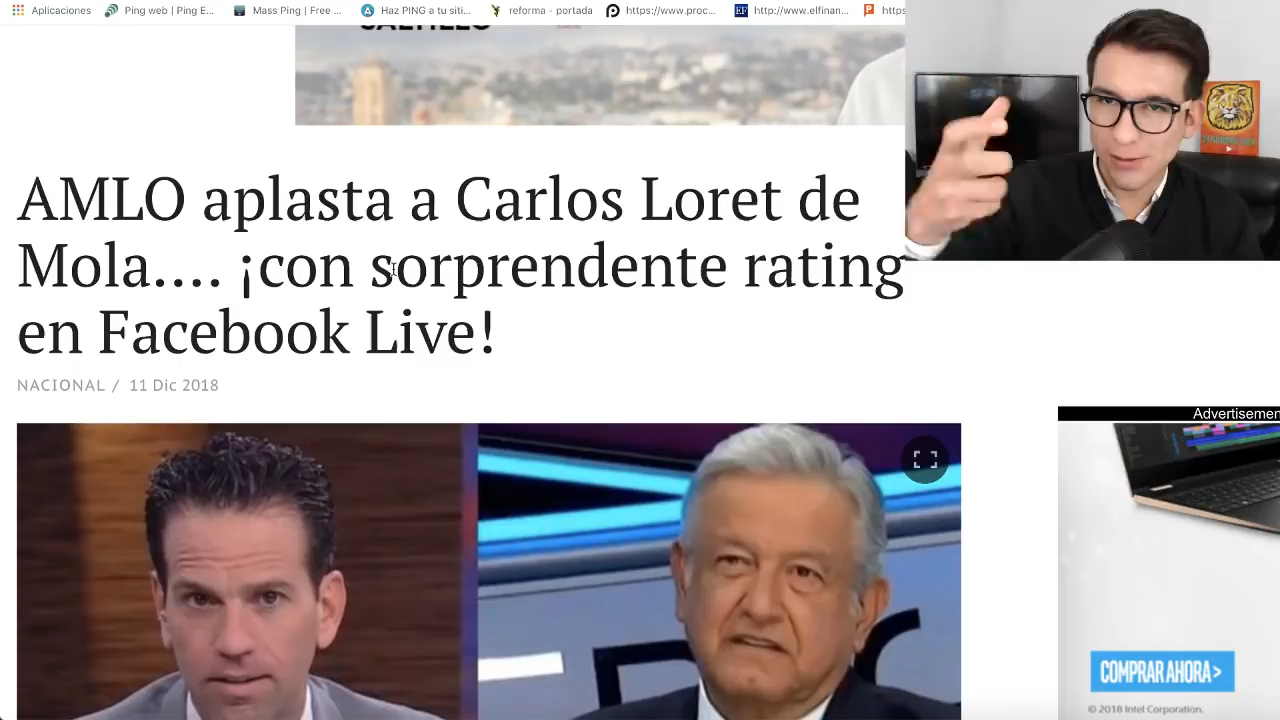 Aplicaciones
Ping web | Ping E...
Mass Ping | Free ...
Haz PING a tu siti...
reforma - portada
https://www.proc...
http://www.elfinan...
https
AMLO aplasta a Carlos Loret de
Mola.... ¡con sorprendente rating
en Facebook Live!
NACIONAL / 11 Dic 2018
Advertisemen
COMPRAR AHORA >
© 2018 Intel Corporation.